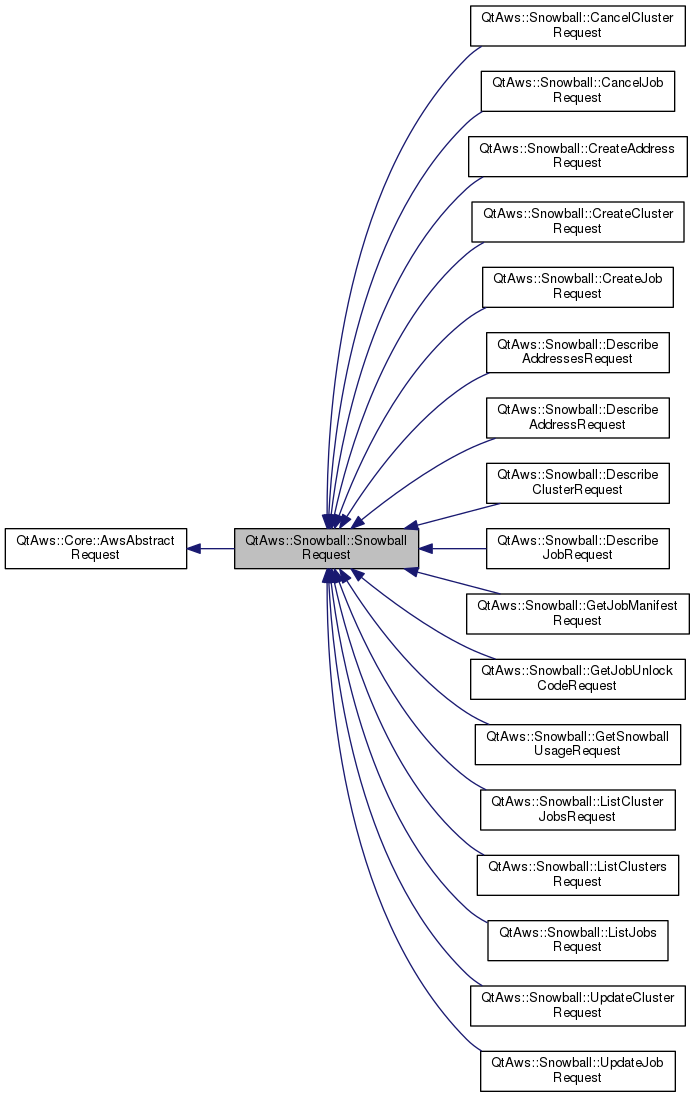 QtAws::Core::AwsAbstract
Request
QtAws::Snowball::Snowball
Request
QtAws::Snowball::CancelCluster
Request
QtAws::Snowball::CancelJob
Request
QtAws::Snowball::CreateAddress
Request
QtAws::Snowball::CreateCluster
Request
QtAws::Snowball::CreateJob
Request
QtAws::Snowball::Describe
AddressesRequest
QtAws::Snowball::Describe
AddressRequest
QtAws::Snowball::Describe
ClusterRequest
QtAws::Snowball::Describe
JobRequest
QtAws::Snowball::GetJobManifest
Request
QtAws::Snowball::GetJobUnlock
CodeRequest
QtAws::Snowball::GetSnowball
UsageRequest
QtAws::Snowball::ListCluster
JobsRequest
QtAws::Snowball::ListClusters
Request
QtAws::Snowball::ListJobs
Request
QtAws::Snowball::UpdateCluster
Request
QtAws::Snowball::UpdateJob
Request